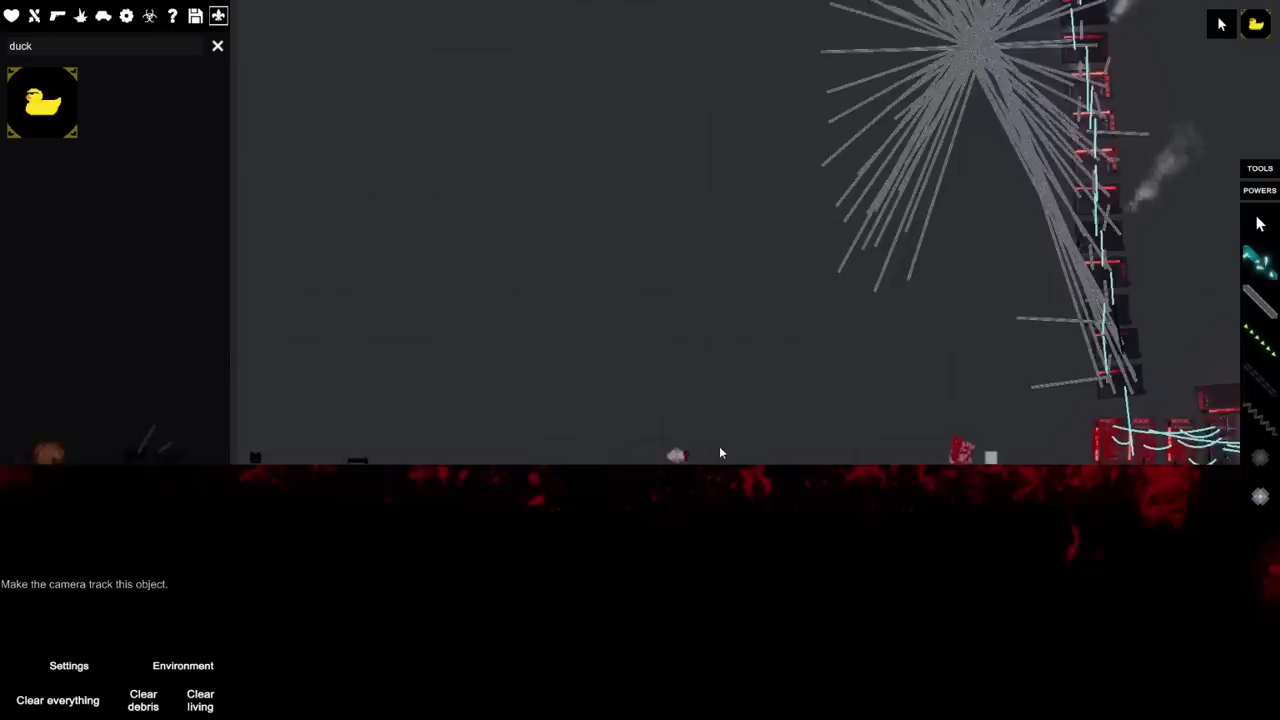 duck
TOOLS
POWERS
Make the camera track this object.
Settings
Environment
Clear everything
Clear
debris
Clear
living